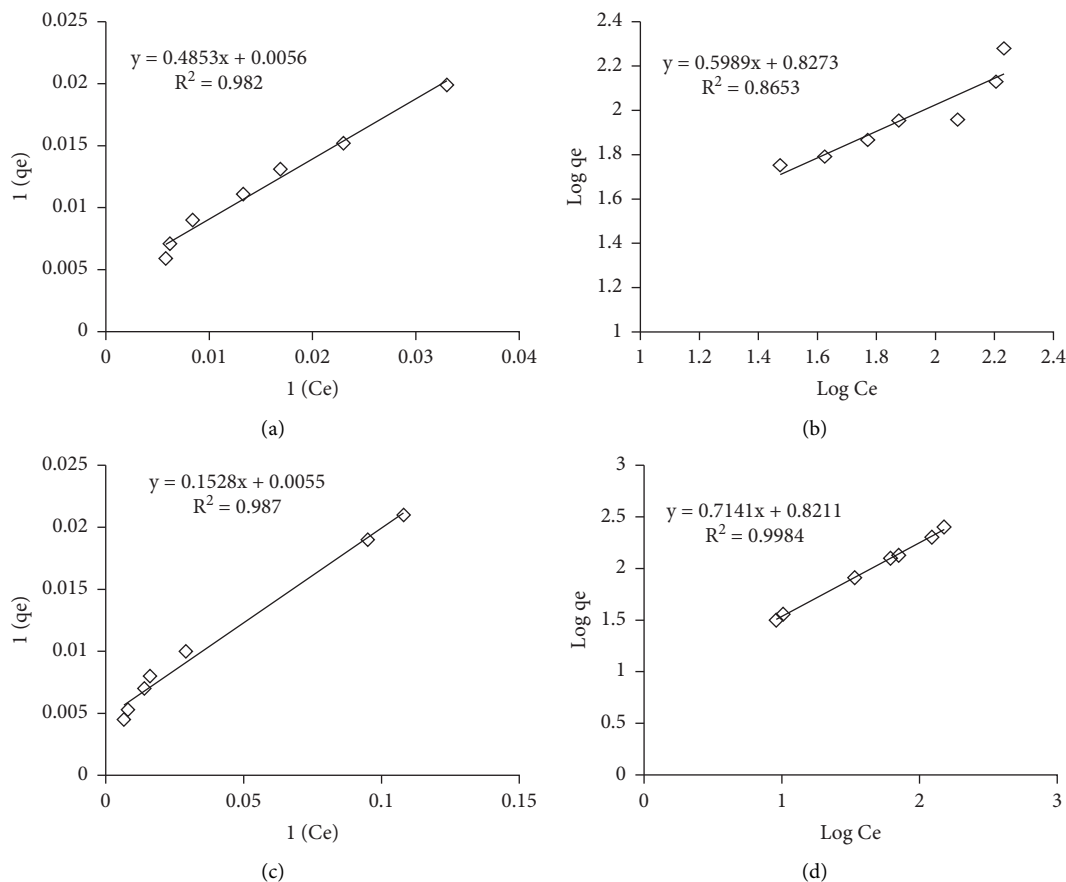 0.025
0.02
0.015
0.01
0.005
0
1 (qe)
y = 0.4853x + 0.0056
R² = 0.982
0 0.01 0.02 0.03 0.04
1 (Ce)
(a)
2.4
2.2
2
1.8
1.6
1.4
1.2
1
Log qe
y = 0.5989x + 0.8273
R² = 0.8653
1 1.2 1.4 1.6 1.8 2 2.2 2.4
Log Ce
(b)
0.025
0.02
0.015
0.01
0.005
0
1 (qe)
y = 0.1528x + 0.0055
R² = 0.987
0 0.05 0.1 0.15
1 (Ce)
(c)
3
2.5
2
1.5
1
0.5
0
Log qe
y = 0.7141x + 0.8211
R² = 0.9984
0 1 2 3
Log Ce
(d)